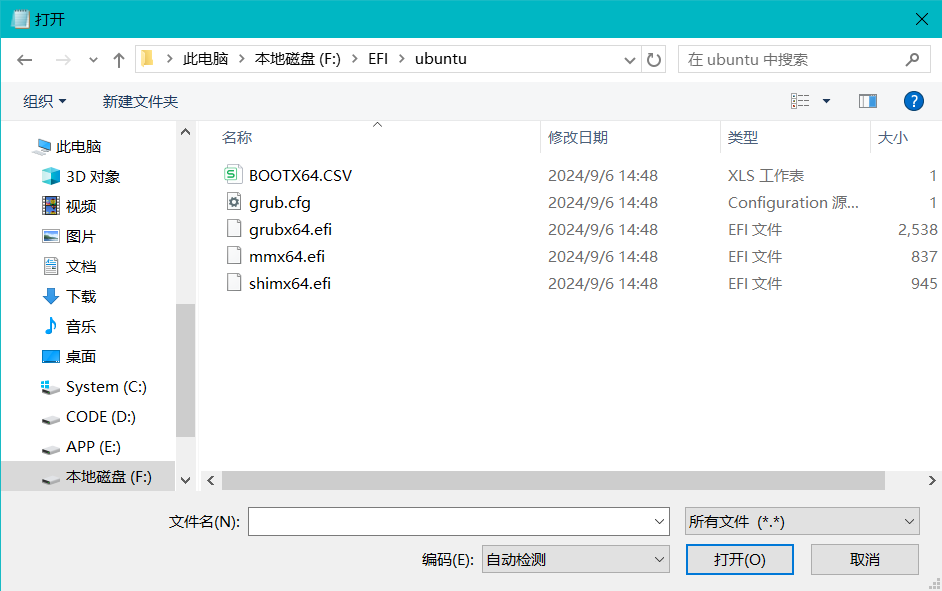 打开
此电脑 > 本地磁盘 (F:) > EFI > ubuntu
在 ubuntu 中搜索
组织
新建文件夹
?
此电脑
3D 对象
视频
图片
文档
下载
音乐
桌面
System (C:)
CODE (D:)
APP (E:)
本地磁盘 (F:)
名称 修改日期 类型 大小
BOOTX64.CSV 2024/9/6 14:48 XLS 工作表 1
grub.cfg 2024/9/6 14:48 Configuration 源... 1
grubx64.efi 2024/9/6 14:48 EFI 文件 2,538
mmx64.efi 2024/9/6 14:48 EFI 文件 837
shimx64.efi 2024/9/6 14:48 EFI 文件 945
文件名(N):
所有文件 (*.*)
编码(E): 自动检测
打开(O)
取消